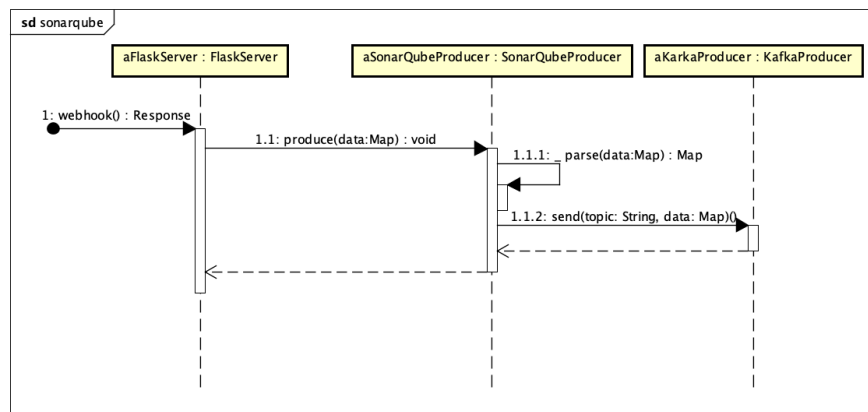 sd sonarqube
aFlaskServer : FlaskServer
aSonarQubeProducer : SonarQubeProducer
aKarkaProducer : KafkaProducer
1: webhook() : Response
1.1: produce(data:Map) : void
1.1.1: _ parse(data:Map) : Map
1.1.2: send(topic: String, data: Map)()